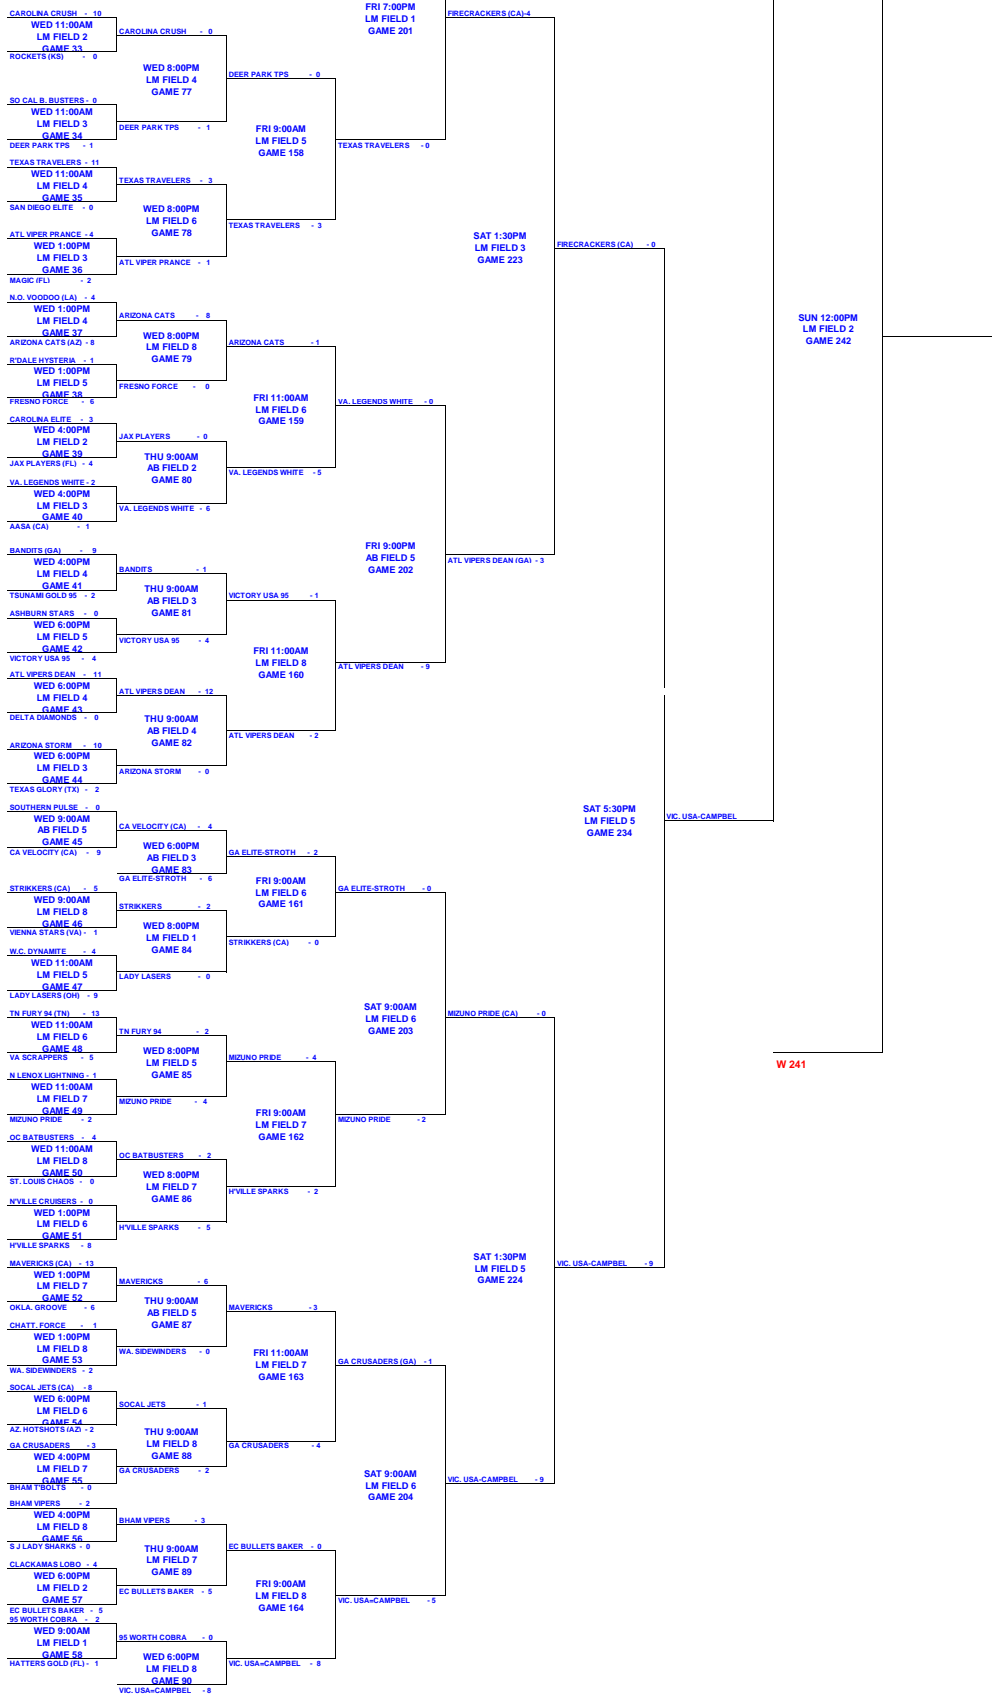 FRI 7:00PM
LM FIELD 1
GAME 201
FIRECRACKERS (CA)-4
CAROLINA CRUSH - 10
WED 11:00AM
LM FIELD 2
GAME 33
ROCKETS (KS) - 0
CAROLINA CRUSH - 0
WED 8:00PM
LM FIELD 4
GAME 77
DEER PARK TPS - 0
SO CAL B. BUSTERS - 0
WED 11:00AM
LM FIELD 3
GAME 34
DEER PARK TPS - 1
DEER PARK TPS - 1
FRI 9:00AM
LM FIELD 5
GAME 158
TEXAS TRAVELERS - 0
TEXAS TRAVELERS - 11
WED 11:00AM
LM FIELD 4
GAME 35
SAN DIEGO ELITE - 0
TEXAS TRAVELERS - 3
WED 8:00PM
LM FIELD 6
GAME 78
TEXAS TRAVELERS - 3
ATL VIPER PRANCE - 4
WED 1:00PM
LM FIELD 3
GAME 36
MAGIC (FL) - 2
ATL VIPER PRANCE - 1
SAT 1:30PM
LM FIELD 3
GAME 223
FIRECRACKERS (CA) - 0
N.O. VOODOO (LA) - 4
WED 1:00PM
LM FIELD 4
GAME 37
ARIZONA CATS (AZ) - 8
ARIZONA CATS - 8
WED 8:00PM
LM FIELD 8
GAME 79
ARIZONA CATS - 1
SUN 12:00PM
LM FIELD 2
GAME 242
R'DALE HYSTERIA - 1
WED 1:00PM
LM FIELD 5
GAME 38
FRESNO FORCE - 6
FRESNO FORCE - 0
FRI 11:00AM
LM FIELD 6
GAME 159
VA. LEGENDS WHITE - 0
CAROLINA ELITE - 3
WED 4:00PM
LM FIELD 2
GAME 39
JAX PLAYERS (FL) - 4
JAX PLAYERS - 0
THU 9:00AM
AB FIELD 2
GAME 80
VA. LEGENDS WHITE - 5
VA. LEGENDS WHITE - 2
WED 4:00PM
LM FIELD 3
GAME 40
AASA (CA) - 1
VA. LEGENDS WHITE - 6
FRI 9:00PM
AB FIELD 5
GAME 202
ATL VIPERS DEAN (GA) - 3
BANDITS (GA) - 9
WED 4:00PM
LM FIELD 4
GAME 41
TSUNAMI GOLD 95 - 2
BANDITS - 1
THU 9:00AM
AB FIELD 3
GAME 81
VICTORY USA 95 - 1
ASHBURN STARS - 0
WED 6:00PM
LM FIELD 5
GAME 42
VICTORY USA 95 - 4
VICTORY USA 95 - 4
FRI 11:00AM
LM FIELD 8
GAME 160
ATL VIPERS DEAN - 9
ATL VIPERS DEAN - 11
WED 6:00PM
LM FIELD 4
GAME 43
DELTA DIAMONDS - 0
ATL VIPERS DEAN - 12
THU 9:00AM
AB FIELD 4
GAME 82
ATL VIPERS DEAN - 2
ARIZONA STORM - 10
WED 6:00PM
LM FIELD 3
GAME 44
TEXAS GLORY (TX) - 2
ARIZONA STORM - 0
SAT 5:30PM
LM FIELD 5
GAME 234
VIC. USA-CAMPBEL
SOUTHERN PULSE - 0
WED 9:00AM
AB FIELD 5
GAME 45
CA VELOCITY (CA) - 9
CA VELOCITY (CA) - 4
WED 6:00PM
AB FIELD 3
GAME 83
GA ELITE-STROTH - 6
GA ELITE-STROTH - 2
FRI 9:00AM
LM FIELD 6
GAME 161
GA ELITE-STROTH - 0
STRIKKERS (CA) - 5
WED 9:00AM
LM FIELD 8
GAME 46
VIENNA STARS (VA) - 1
STRIKKERS - 2
WED 8:00PM
LM FIELD 1
GAME 84
STRIKKERS (CA) - 0
W.C. DYNAMITE - 4
WED 11:00AM
LM FIELD 5
GAME 47
LADY LASERS (OH) - 9
LADY LASERS - 0
SAT 9:00AM
LM FIELD 6
GAME 203
MIZUNO PRIDE (CA) - 0
TN FURY 94 (TN) - 13
WED 11:00AM
LM FIELD 6
GAME 48
VA SCRAPPERS - 5
TN FURY 94 - 2
WED 8:00PM
LM FIELD 5
GAME 85
MIZUNO PRIDE - 4
W 241
N LENOX LIGHTNING - 1
WED 11:00AM
LM FIELD 7
GAME 49
MIZUNO PRIDE - 2
MIZUNO PRIDE - 4
FRI 9:00AM
LM FIELD 7
GAME 162
MIZUNO PRIDE - 2
OC BATBUSTERS - 4
WED 11:00AM
LM FIELD 8
GAME 50
ST. LOUIS CHAOS - 0
OC BATBUSTERS - 2
WED 8:00PM
LM FIELD 7
GAME 86
H'VILLE SPARKS - 2
N'VILLE CRUISERS - 0
WED 1:00PM
LM FIELD 6
GAME 51
H'VILLE SPARKS - 8
H'VILLE SPARKS - 5
SAT 1:30PM
LM FIELD 5
GAME 224
VIC. USA-CAMPBEL - 9
MAVERICKS (CA) - 13
WED 1:00PM
LM FIELD 7
GAME 52
OKLA. GROOVE - 6
MAVERICKS - 6
THU 9:00AM
AB FIELD 5
GAME 87
MAVERICKS - 3
CHATT. FORCE - 1
WED 1:00PM
LM FIELD 8
GAME 53
WA. SIDEWINDERS - 2
WA. SIDEWINDERS - 0
FRI 11:00AM
LM FIELD 7
GAME 163
GA CRUSADERS (GA) - 1
SOCAL JETS (CA) - 8
WED 6:00PM
LM FIELD 6
GAME 54
AZ. HOTSHOTS (AZ) - 2
SOCAL JETS - 1
THU 9:00AM
LM FIELD 8
GAME 88
GA CRUSADERS - 4
GA CRUSADERS - 3
WED 4:00PM
LM FIELD 7
GAME 55
BHAM T'BOLTS - 0
GA CRUSADERS - 2
SAT 9:00AM
LM FIELD 6
GAME 204
VIC. USA-CAMPBEL - 9
BHAM VIPERS - 2
WED 4:00PM
LM FIELD 8
GAME 56
S J LADY SHARKS - 0
BHAM VIPERS - 3
THU 9:00AM
LM FIELD 7
GAME 89
EC BULLETS BAKER - 0
CLACKAMAS LOBO - 4
WED 6:00PM
LM FIELD 2
GAME 57
EC BULLETS BAKER - 5
EC BULLETS BAKER - 5
FRI 9:00AM
LM FIELD 8
GAME 164
VIC. USA=CAMPBEL - 5
95 WORTH COBRA - 2
WED 9:00AM
LM FIELD 1
GAME 58
HATTERS GOLD (FL) - 1
95 WORTH COBRA - 0
WED 6:00PM
LM FIELD 8
GAME 90
VIC. USA=CAMPBEL - 8
VIC. USA=CAMPBEL - 8